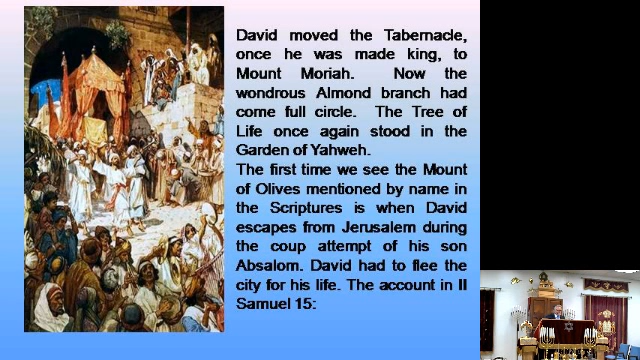 David moved the Tabernacle,
once he was made king, to
Mount Moriah. Now the
wondrous Almond branch had
come full circle. The Tree of
Life once again stood in the
Garden of Yahweh.
The first time we see the Mount
of Olives mentioned by name in
the Scriptures is when David
escapes from Jerusalem during
the coup attempt of his son
Absalom. David had to flee the
city for his life. The account in II
Samuel 15: